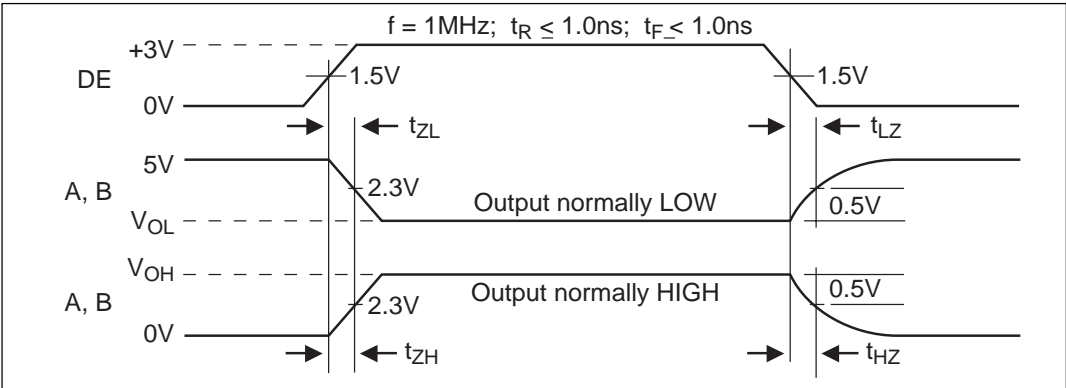 f = 1MHz; tR ≤ 1.0ns; tF ≤ 1.0ns
+3V
DE
1.5V
1.5V
0V
tZL
tLZ
5V
A, B
2.3V
Output normally LOW
0.5V
VOL
VOH
A, B
2.3V
Output normally HIGH
0.5V
0V
tZH
tHZ